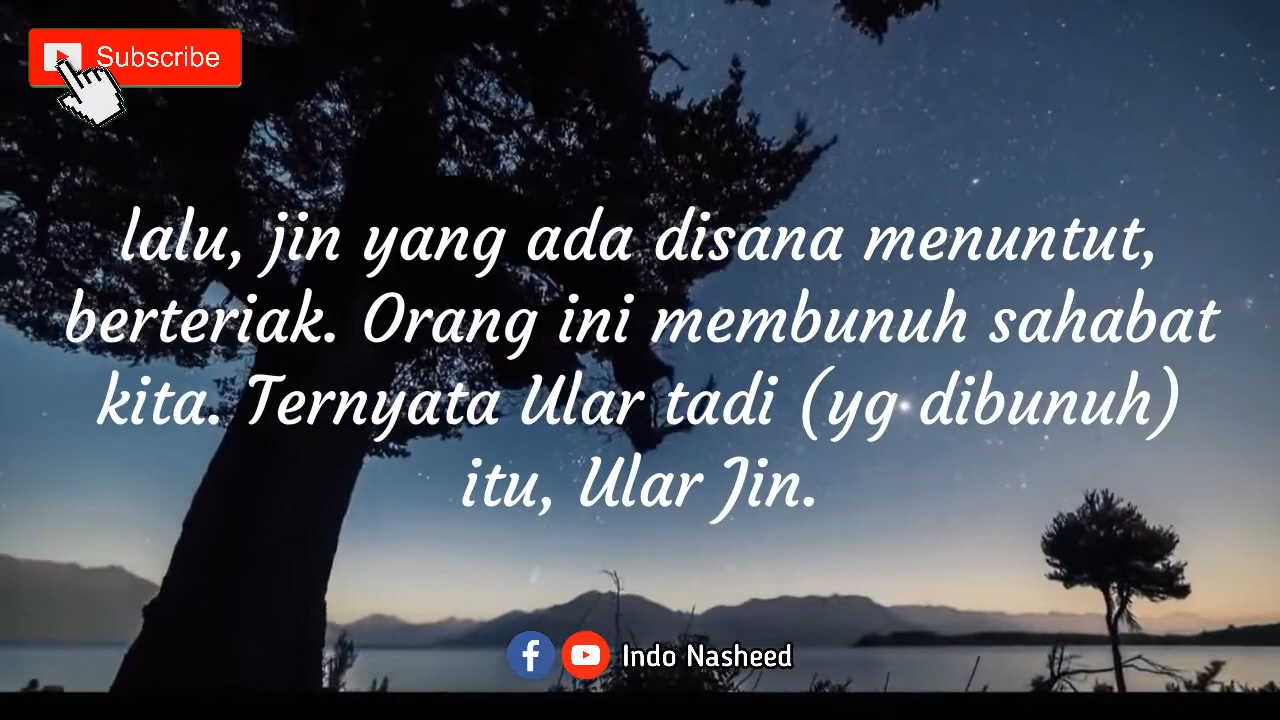 Subscribe
lalu, jin yang ada disana menuntut,
berteriak. Orang ini membunuh sahabat
kita. Ternyata Ular tadi (yg dibunuh)
itu, Ular Jin.
Indo Nasheed